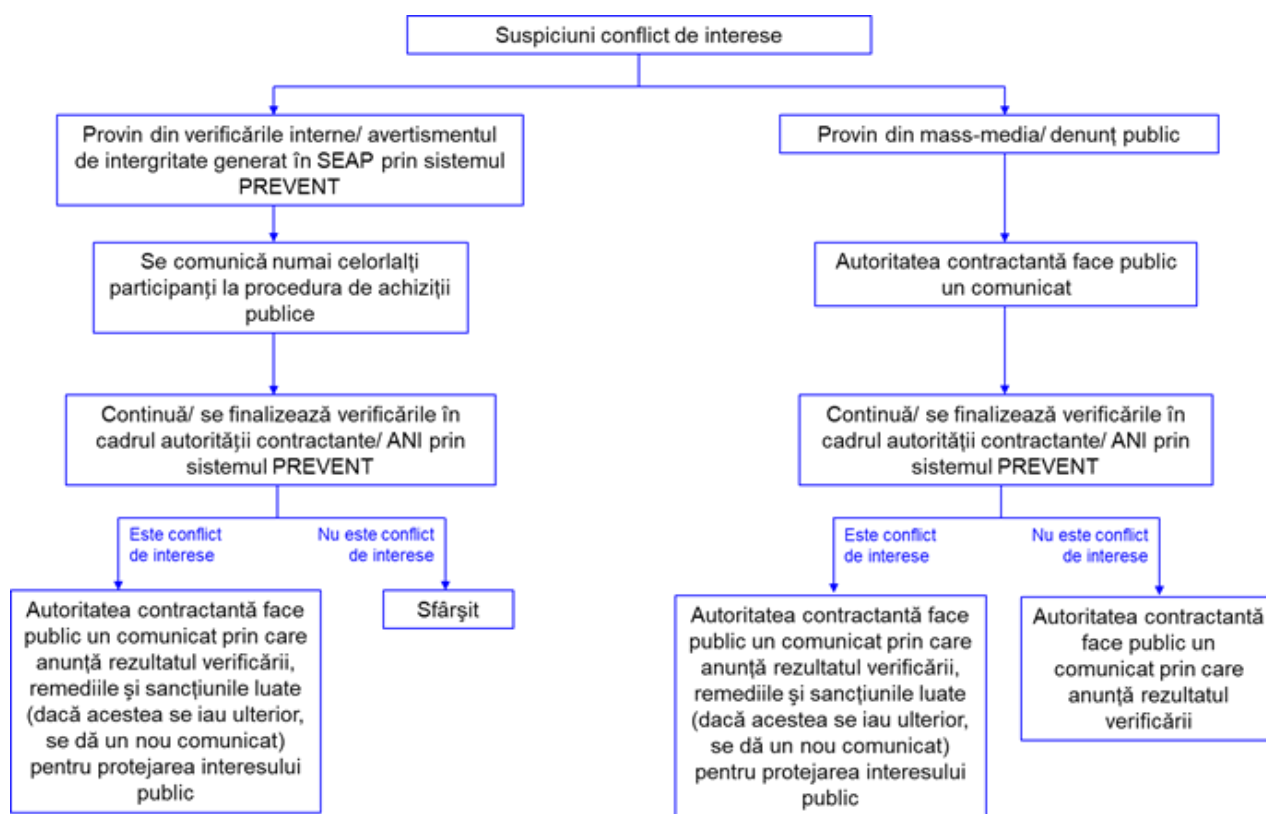 Suspiciuni conflict de interese
Provin din verificările interne/ avertismentul
de intergritate generat în SEAP prin sistemul
PREVENT
Provin din mass-media/ denunț public
Se comunică numai celorlalți
participanți la procedura de achiziții
publice
Autoritatea contractantă face public
un comunicat
Continuă/ se finalizează verificările în
cadrul autorității contractante/ ANI prin
sistemul PREVENT
Continuă/ se finalizează verificările în
cadrul autorității contractante/ ANI prin
sistemul PREVENT
Este conflict
de interese
Nu este conflict
de interese
Este conflict
de interese
Nu este conflict
de interese
Autoritatea contractantă face
public un comunicat prin care
anunță rezultatul verificării,
remediile și sancțiunile luate
(dacă acestea se iau ulterior,
se dă un nou comunicat)
pentru protejarea interesului
public
Sfârșit
Autoritatea contractantă face
public un comunicat prin care
anunță rezultatul verificării,
remediile și sancțiunile luate
(dacă acestea se iau ulterior,
se dă un nou comunicat)
pentru protejarea interesului
public
Autoritatea contractantă
face public un
comunicat prin care
anunță rezultatul
verificării